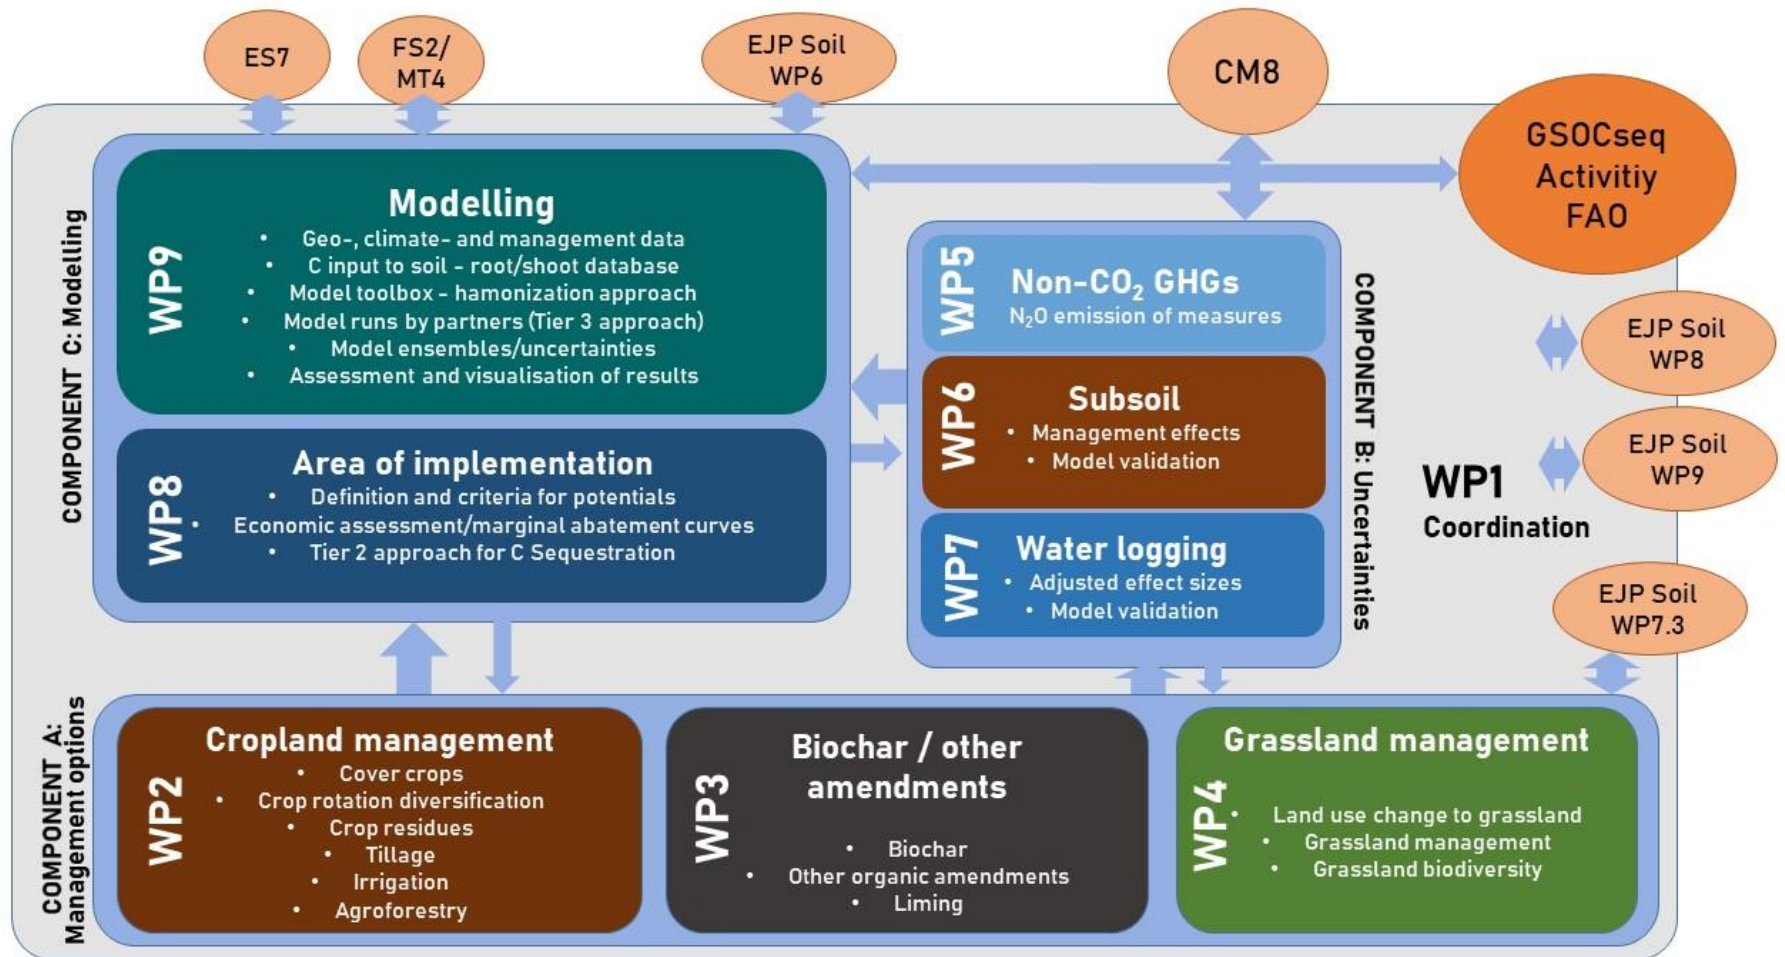 ES7
FS2/
MT4
EJP Soil
WP6
CM8
GSOCseq
Activitiy
FAO
COMPONENT C: Modelling
WP9
Modelling
• Geo-, climate- and management data
• C input to soil - root/shoot database
• Model toolbox - hamonization approach
• Model runs by partners (Tier 3 approach)
• Model ensembles/uncertainties
• Assessment and visualisation of results
WP8
Area of implementation
• Definition and criteria for potentials
• Economic assessment/marginal abatement curves
• Tier 2 approach for C Sequestration
WP5
Non-CO₂ GHGs
N₂O emission of measures
WP6
Subsoil
• Management effects
• Model validation
WP7
Water logging
• Adjusted effect sizes
• Model validation
COMPONENT B: Uncertainties
EJP Soil
WP8
EJP Soil
WP9
WP1
Coordination
EJP Soil
WP7.3
COMPONENT A:
Management options
WP2
Cropland management
• Cover crops
• Crop rotation diversification
• Crop residues
• Tillage
• Irrigation
• Agroforestry
WP3
Biochar / other
amendments
• Biochar
• Other organic amendments
• Liming
WP4
Grassland management
• Land use change to grassland
• Grassland management
• Grassland biodiversity